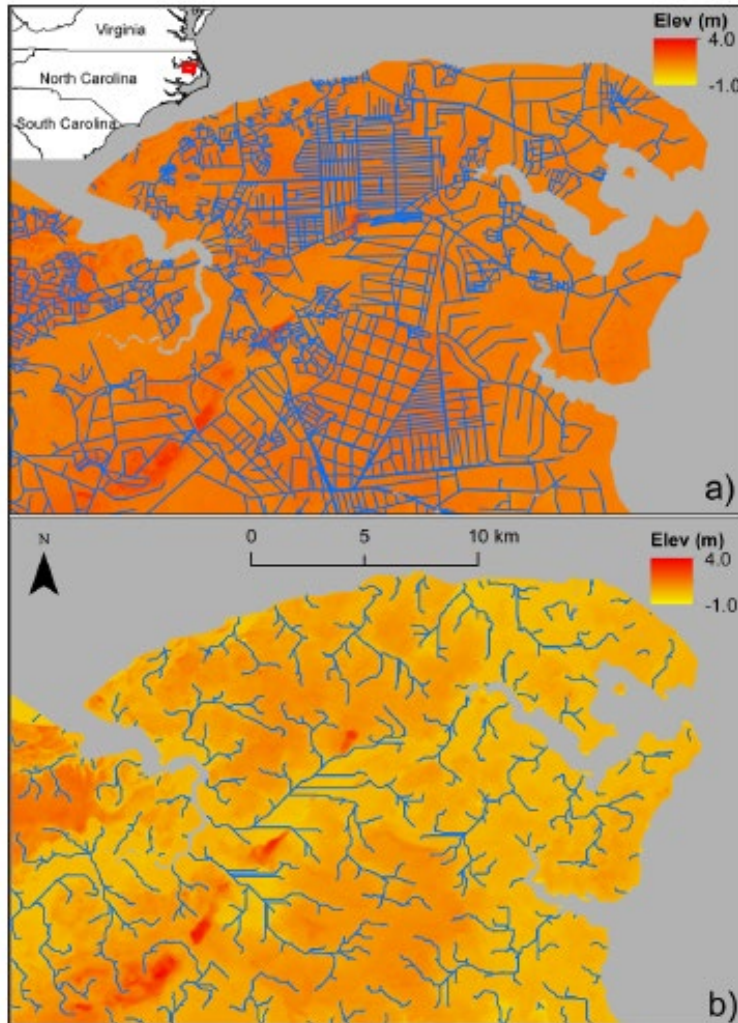 Virginia
North Carolina
South Carolina
Elev (m)
4.0
-1.0
a)
N
0 5 10 km
Elev (m)
4.0
-1.0
b)